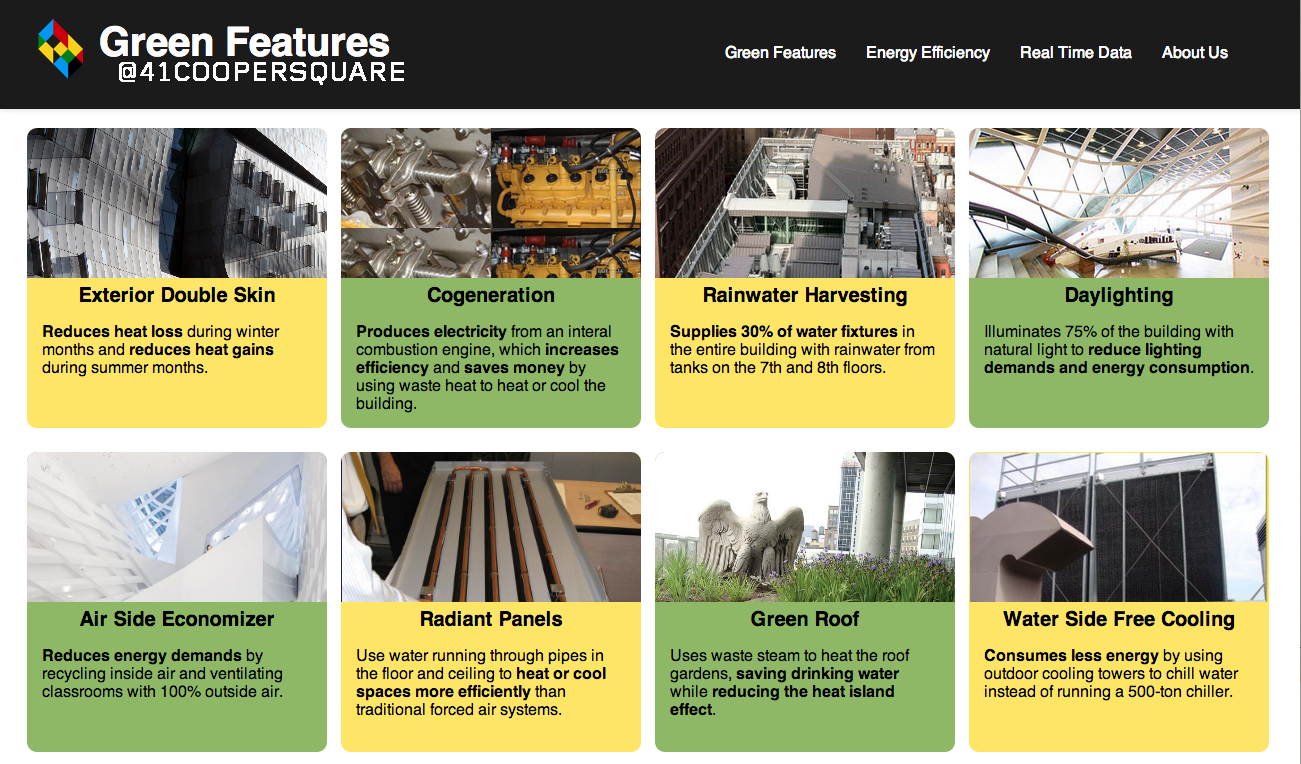 Green Features
@41COOPERSQUARE
Green Features
Energy Efficiency
Real Time Data
About Us
Exterior Double Skin
Reduces heat loss during winter
months and reduces heat gains
during summer months.
Cogeneration
Produces electricity from an interal
combustion engine, which increases
efficiency and saves money by
using waste heat to heat or cool the
building.
Rainwater Harvesting
Supplies 30% of water fixtures in
the entire building with rainwater from
tanks on the 7th and 8th floors.
Daylighting
Illuminates 75% of the building with
natural light to reduce lighting
demands and energy consumption.
Air Side Economizer
Reduces energy demands by
recycling inside air and ventilating
classrooms with 100% outside air.
Radiant Panels
Use water running through pipes in
the floor and ceiling to heat or cool
spaces more efficiently than
traditional forced air systems.
Green Roof
Uses waste steam to heat the roof
gardens, saving drinking water
while reducing the heat island
effect.
Water Side Free Cooling
Consumes less energy by using
outdoor cooling towers to chill water
instead of running a 500-ton chiller.